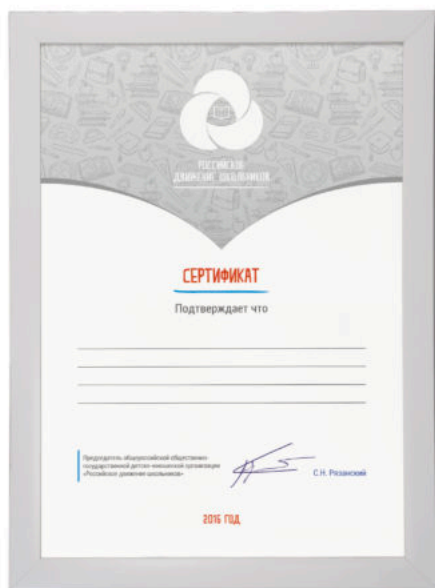 РОССИЙСКОЕ
ДВИЖЕНИЕ ШКОЛЬНИКОВ
СЕРТИФИКАТ
Подтверждает что
Председатель общероссийской общественно-
государственной детско-юношеской организации
«Российское движение школьников»
С.Н. Рязанский
2016 ГОД